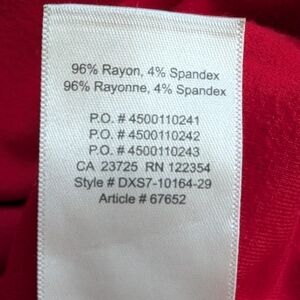 96% Rayon, 4% Spandex
96% Rayonne, 4% Spandex
P.O. # 4500110241
P.O. # 4500110242
P.O. # 4500110243
CA 23725 RN 122354
Style # DXS7-10164-29
Article # 67652